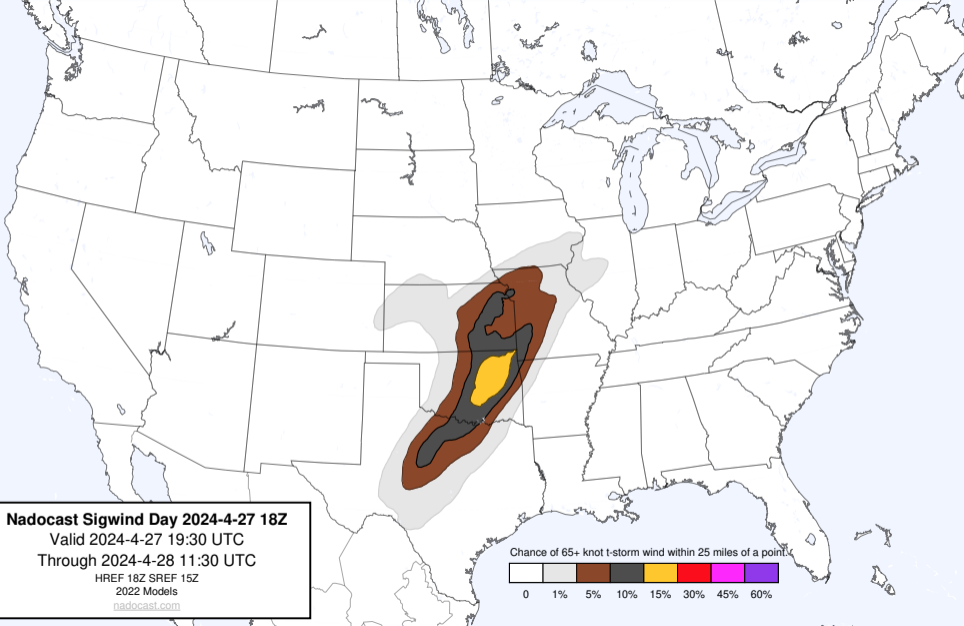 Nadocast Sigwind Day 2024-4-27 18Z
Valid 2024-4-27 19:30 UTC
Through 2024-4-28 11:30 UTC
HREF 18Z SREF 15Z
2022 Models
nadocast.com
Chance of 65+ knot t-storm wind within 25 miles of a point.
0 1% 5% 10% 15% 30% 45% 60%